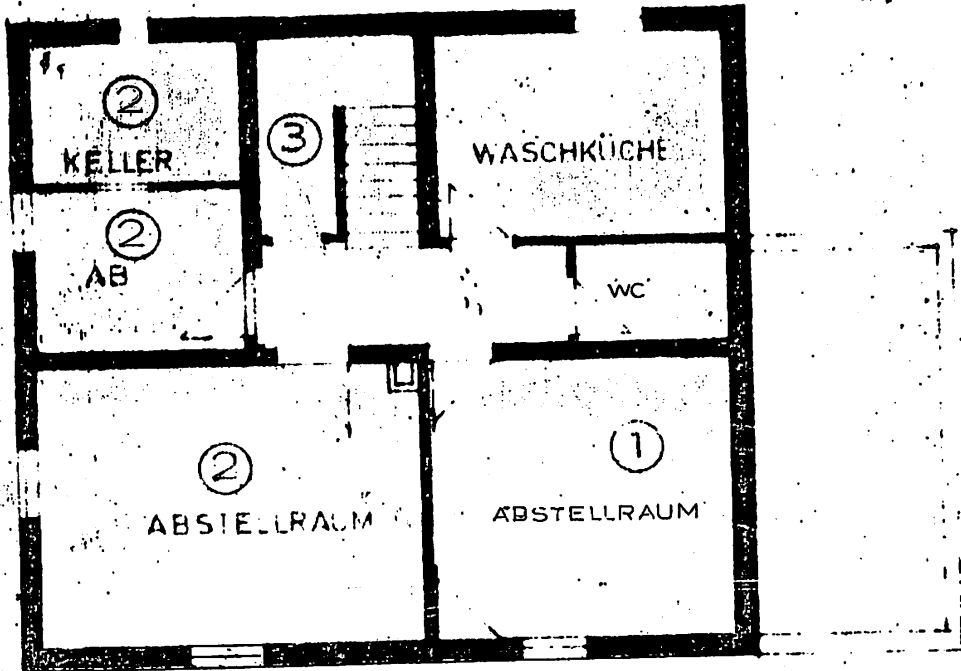 ②
KELLER
③
WASCHKÜCHE
②
AB
WC
②
ABSTELLRAUM
①
ABSTELLRAUM